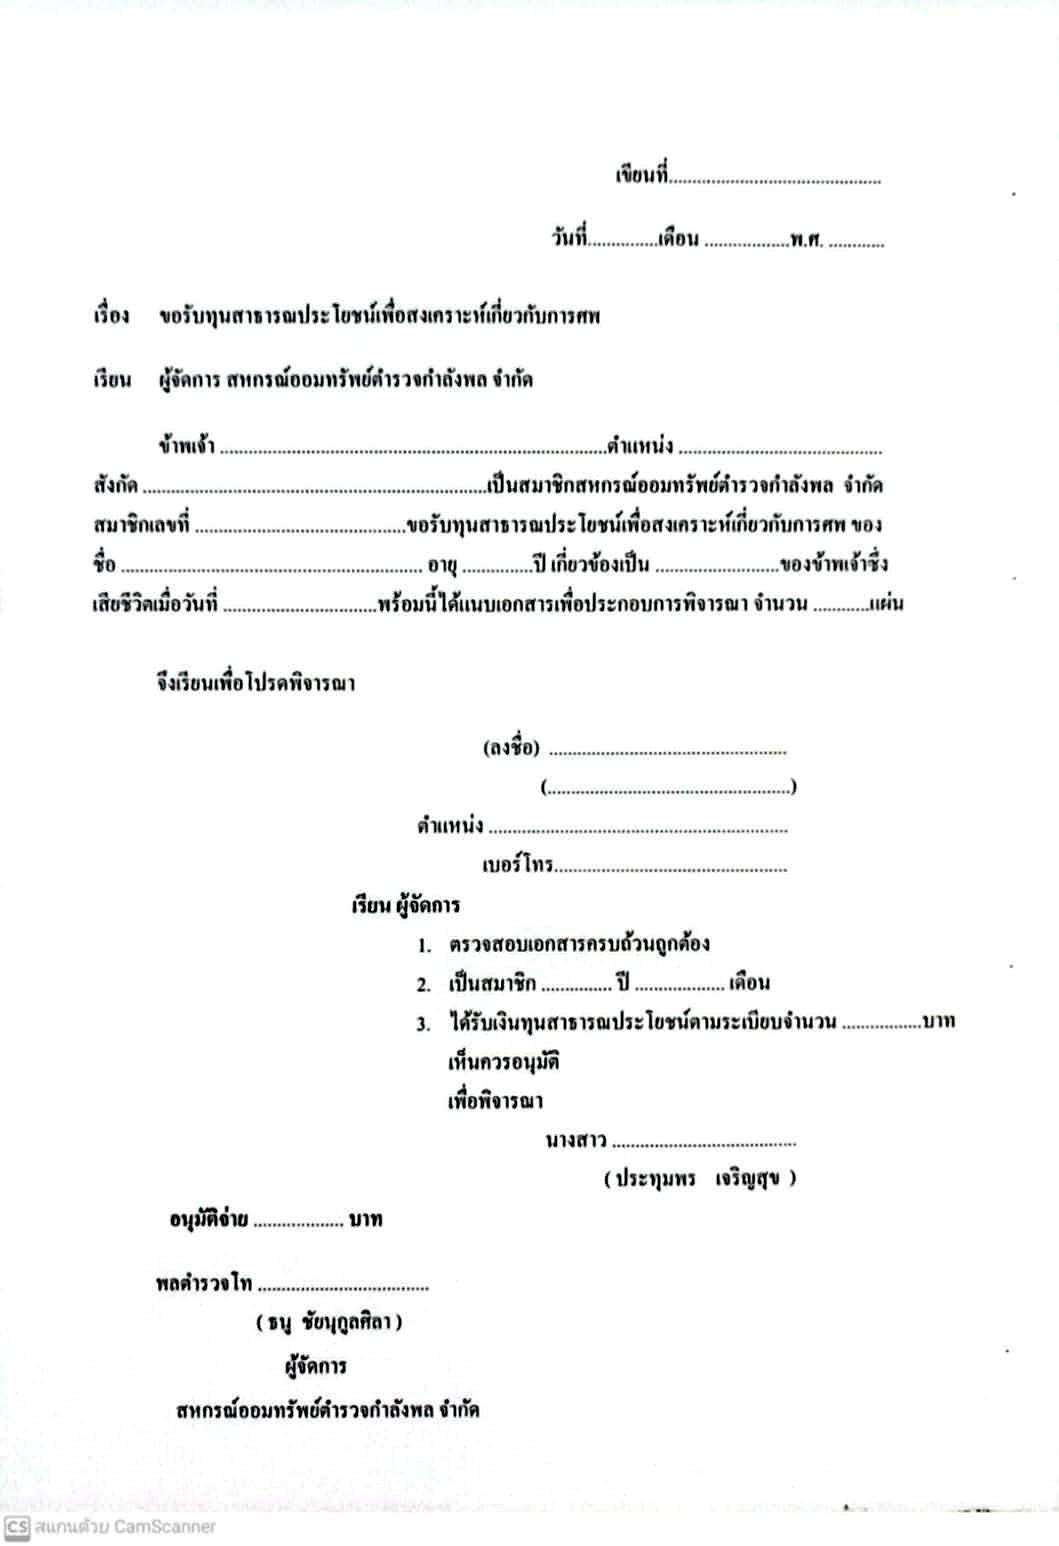 เขียนที่.............................................
วันที่...............เดือน ..................พ.ศ. ............
เรื่อง ขอรับทุนสาธารณประโยชน์เพื่อสงเคราะห์เกี่ยวกับการศพ
เรียน ผู้จัดการ สหกรณ์ออมทรัพย์ตำรวจกำลังพล จำกัด
ข้าพเจ้า ..................................................................................ตำแหน่ง ...........................................
สังกัด .........................................................................เป็นสมาชิกสหกรณ์ออมทรัพย์ตำรวจกำลังพล จำกัด
สมาชิกเลขที่ .............................................ขอรับทุนสาธารณประโยชน์เพื่อสงเคราะห์เกี่ยวกับการศพ ของ
ชื่อ ................................................................ อายุ ...............ปี เกี่ยวข้องเป็น ..........................ของข้าพเจ้าซึ่ง
เสียชีวิตเมื่อวันที่ .................................พร้อมนี้ได้แนบเอกสารเพื่อประกอบการพิจารณา จำนวน ............แผ่น
จึงเรียนเพื่อโปรดพิจารณา
(ลงชื่อ) ..................................................
(...................................................)
ตำแหน่ง ...............................................................
เบอร์โทร.................................................
เรียน ผู้จัดการ
1. ตรวจสอบเอกสารครบถ้วนถูกต้อง
2. เป็นสมาชิก ............... ปี ................... เดือน
3. ได้รับเงินทุนสาธารณประโยชน์ตามระเบียบจำนวน .................บาท
เห็นควรอนุมัติ
เพื่อพิจารณา
นางสาว .......................................
( ประทุมพร เจริญสุข )
อนุมัติจ่าย ................... บาท
พลตำรวจโท ....................................
( ธนู ชัยนุกูลศิลา )
ผู้จัดการ
สหกรณ์ออมทรัพย์ตำรวจกำลังพล จำกัด
CS สแกนด้วย CamScanner